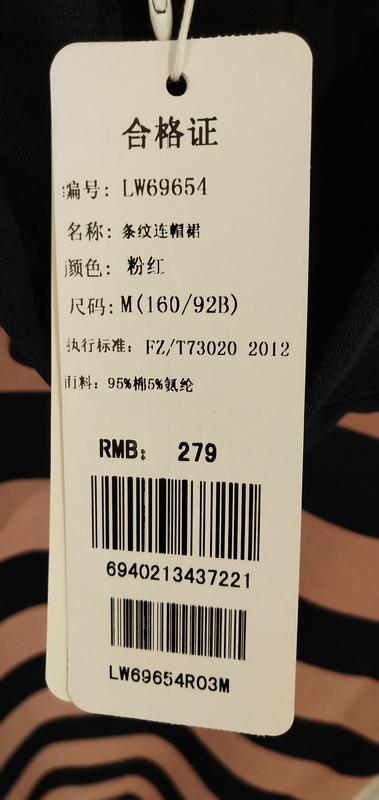 合格证
编号: LW69654
名称: 条纹连帽裙
颜色: 粉红
尺码: M(160/92B)
执行标准: FZ/T73020 2012
面料: 95%棉5%氨纶
RMB: 279
6940213437221
LW69654R03M